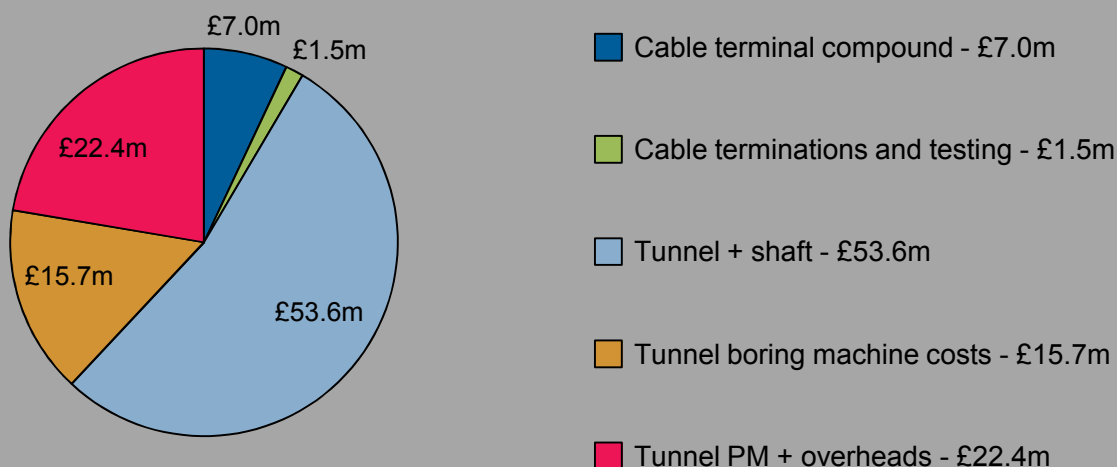 £7.0m
£1.5m
£22.4m
£15.7m
£53.6m
Cable terminal compound - £7.0m
Cable terminations and testing - £1.5m
Tunnel + shaft - £53.6m
Tunnel boring machine costs - £15.7m
Tunnel PM + overheads - £22.4m